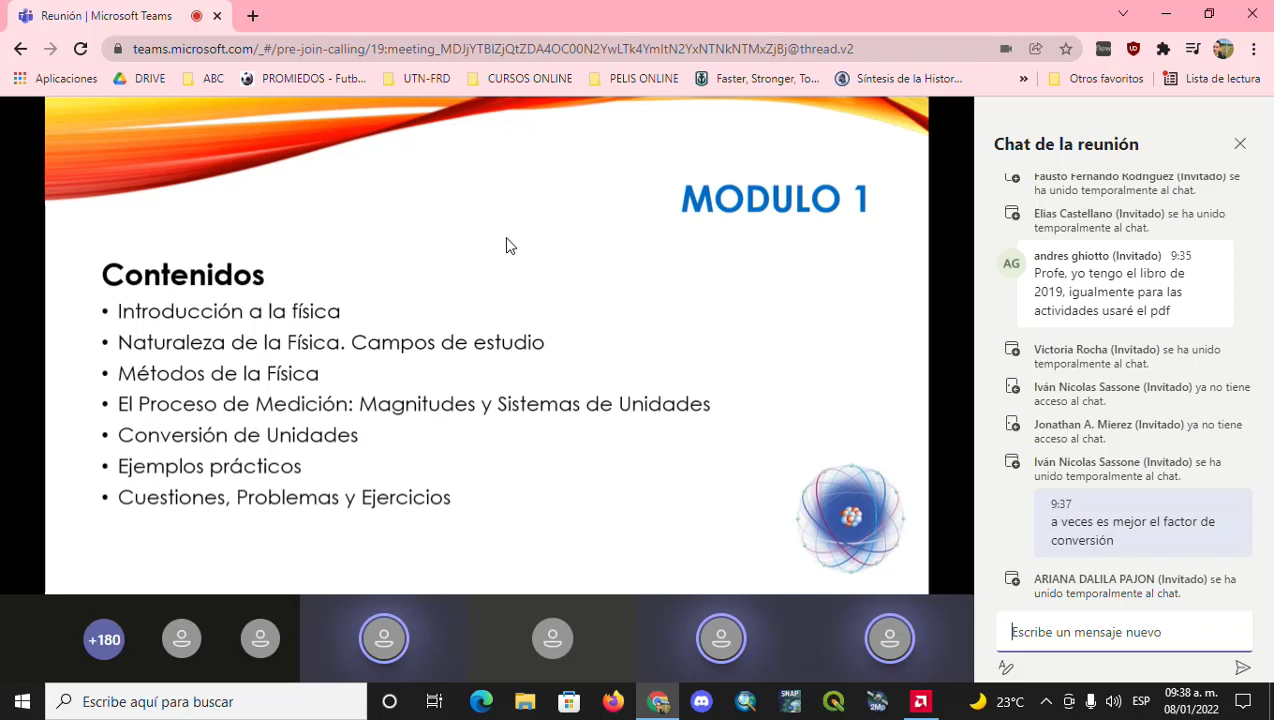 Reunión | Microsoft Teams
teams.microsoft.com/_#/pre-join-calling/19:meeting_MDJjYTBlZjQtZDA4OC00N2YwLTk4YmItN2YxNTNkNTMxZjBj@thread.v2
Aplicaciones
DRIVE
ABC
PROMIEDOS - Futb...
UTN-FRD
CURSOS ONLINE
PELIS ONLINE
Faster, Stronger, To...
Síntesis de la Histor...
»
Otros favoritos
Lista de lectura
MODULO 1
Contenidos
• Introducción a la física
• Naturaleza de la Física. Campos de estudio
• Métodos de la Física
• El Proceso de Medición: Magnitudes y Sistemas de Unidades
• Conversión de Unidades
• Ejemplos prácticos
• Cuestiones, Problemas y Ejercicios
+180
Chat de la reunión
Fausto Fernando Rodriguez (Invitado) se
ha unido temporalmente al chat.
Elías Castellano (Invitado) se ha unido
temporalmente al chat.
AG
andres ghiotto (Invitado) 9:35
Profe, yo tengo el libro de
2019, igualmente para las
actividades usaré el pdf
Victoria Rocha (Invitado) se ha unido
temporalmente al chat.
Iván Nicolas Sassone (Invitado) ya no tiene
acceso al chat.
Jonathan A. Mierez (Invitado) ya no tiene
acceso al chat.
Iván Nicolas Sassone (Invitado) se ha
unido temporalmente al chat.
9:37
a veces es mejor el factor de
conversión
ARIANA DALILA PAJON (Invitado) se ha
unido temporalmente al chat.
Escribe un mensaje nuevo
Escribe aquí para buscar
SNAP
2Mp
23°C
ESP
09:38 a. m.
08/01/2022